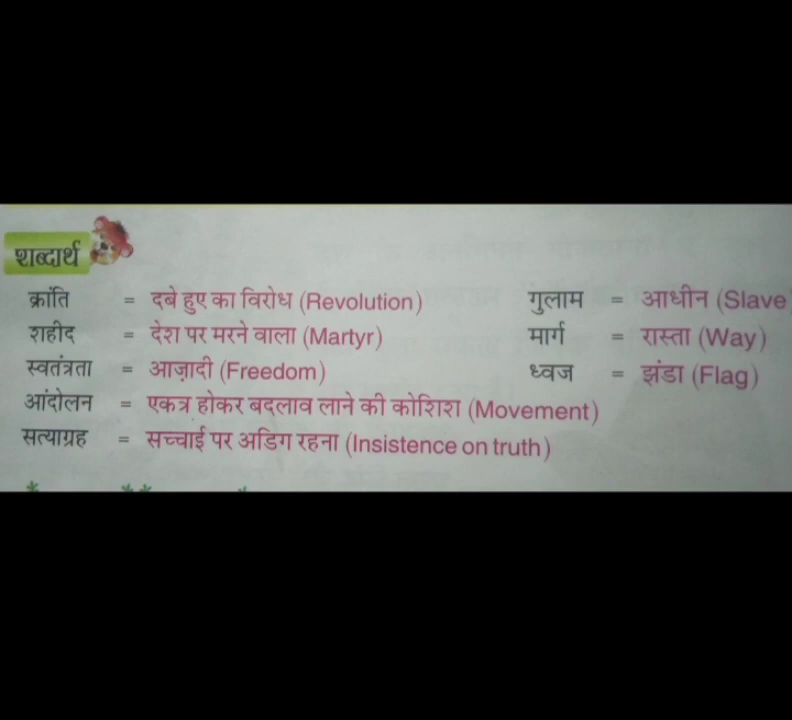 शब्दार्थ
क्रांति = दबे हुए का विरोध (Revolution) गुलाम = आधीन (Slave)
शहीद = देश पर मरने वाला (Martyr) मार्ग = रास्ता (Way)
स्वतंत्रता = आज़ादी (Freedom) ध्वज = झंडा (Flag)
आंदोलन = एकत्र होकर बदलाव लाने की कोशिश (Movement)
सत्याग्रह = सच्चाई पर अडिग रहना (Insistence on truth)